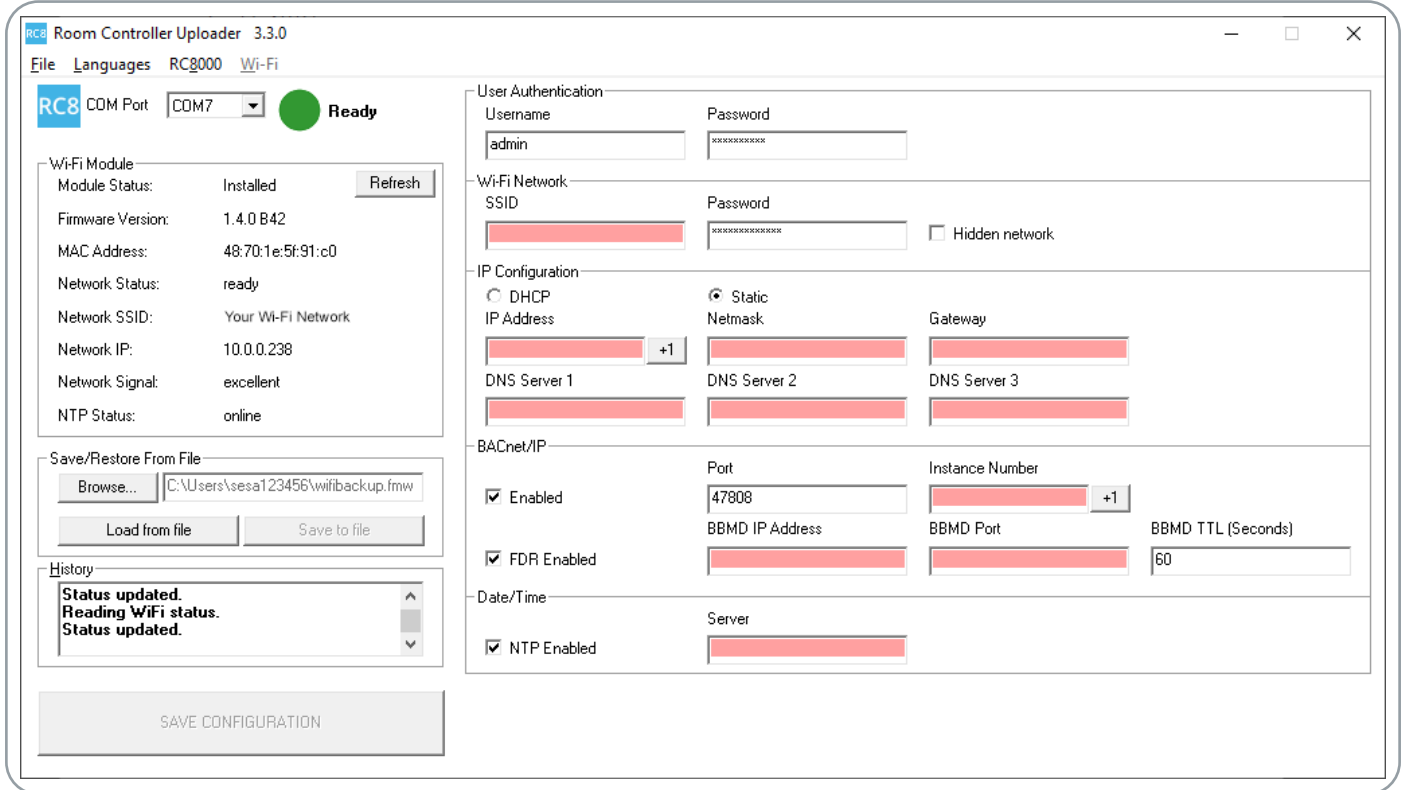 RC8 Room Controller Uploader 3.3.0
File Languages RC8000 Wi-Fi
RC8 COM Port COM7 Ready
Wi-Fi Module
Module Status: Installed Refresh
Firmware Version: 1.4.0 B42
MAC Address: 48:70:1e:5f:91:c0
Network Status: ready
Network SSID: Your Wi-Fi Network
Network IP: 10.0.0.238
Network Signal: excellent
NTP Status: online
Save/Restore From File
Browse... C:\Users\sesa123456\wifibackup.fmw
Load from file Save to file
History
Status updated.
Reading WiFi status.
Status updated.
SAVE CONFIGURATION
User Authentication
Username Password
admin xxxxxxxxxx
Wi-Fi Network
SSID Password
xxxxxxxxxxxxx Hidden network
IP Configuration
DHCP Static
IP Address Netmask Gateway
+1
DNS Server 1 DNS Server 2 DNS Server 3
BACnet/IP
Port Instance Number
Enabled 47808 +1
BBMD IP Address BBMD Port BBMD TTL (Seconds)
FDR Enabled 60
Date/Time
Server
NTP Enabled